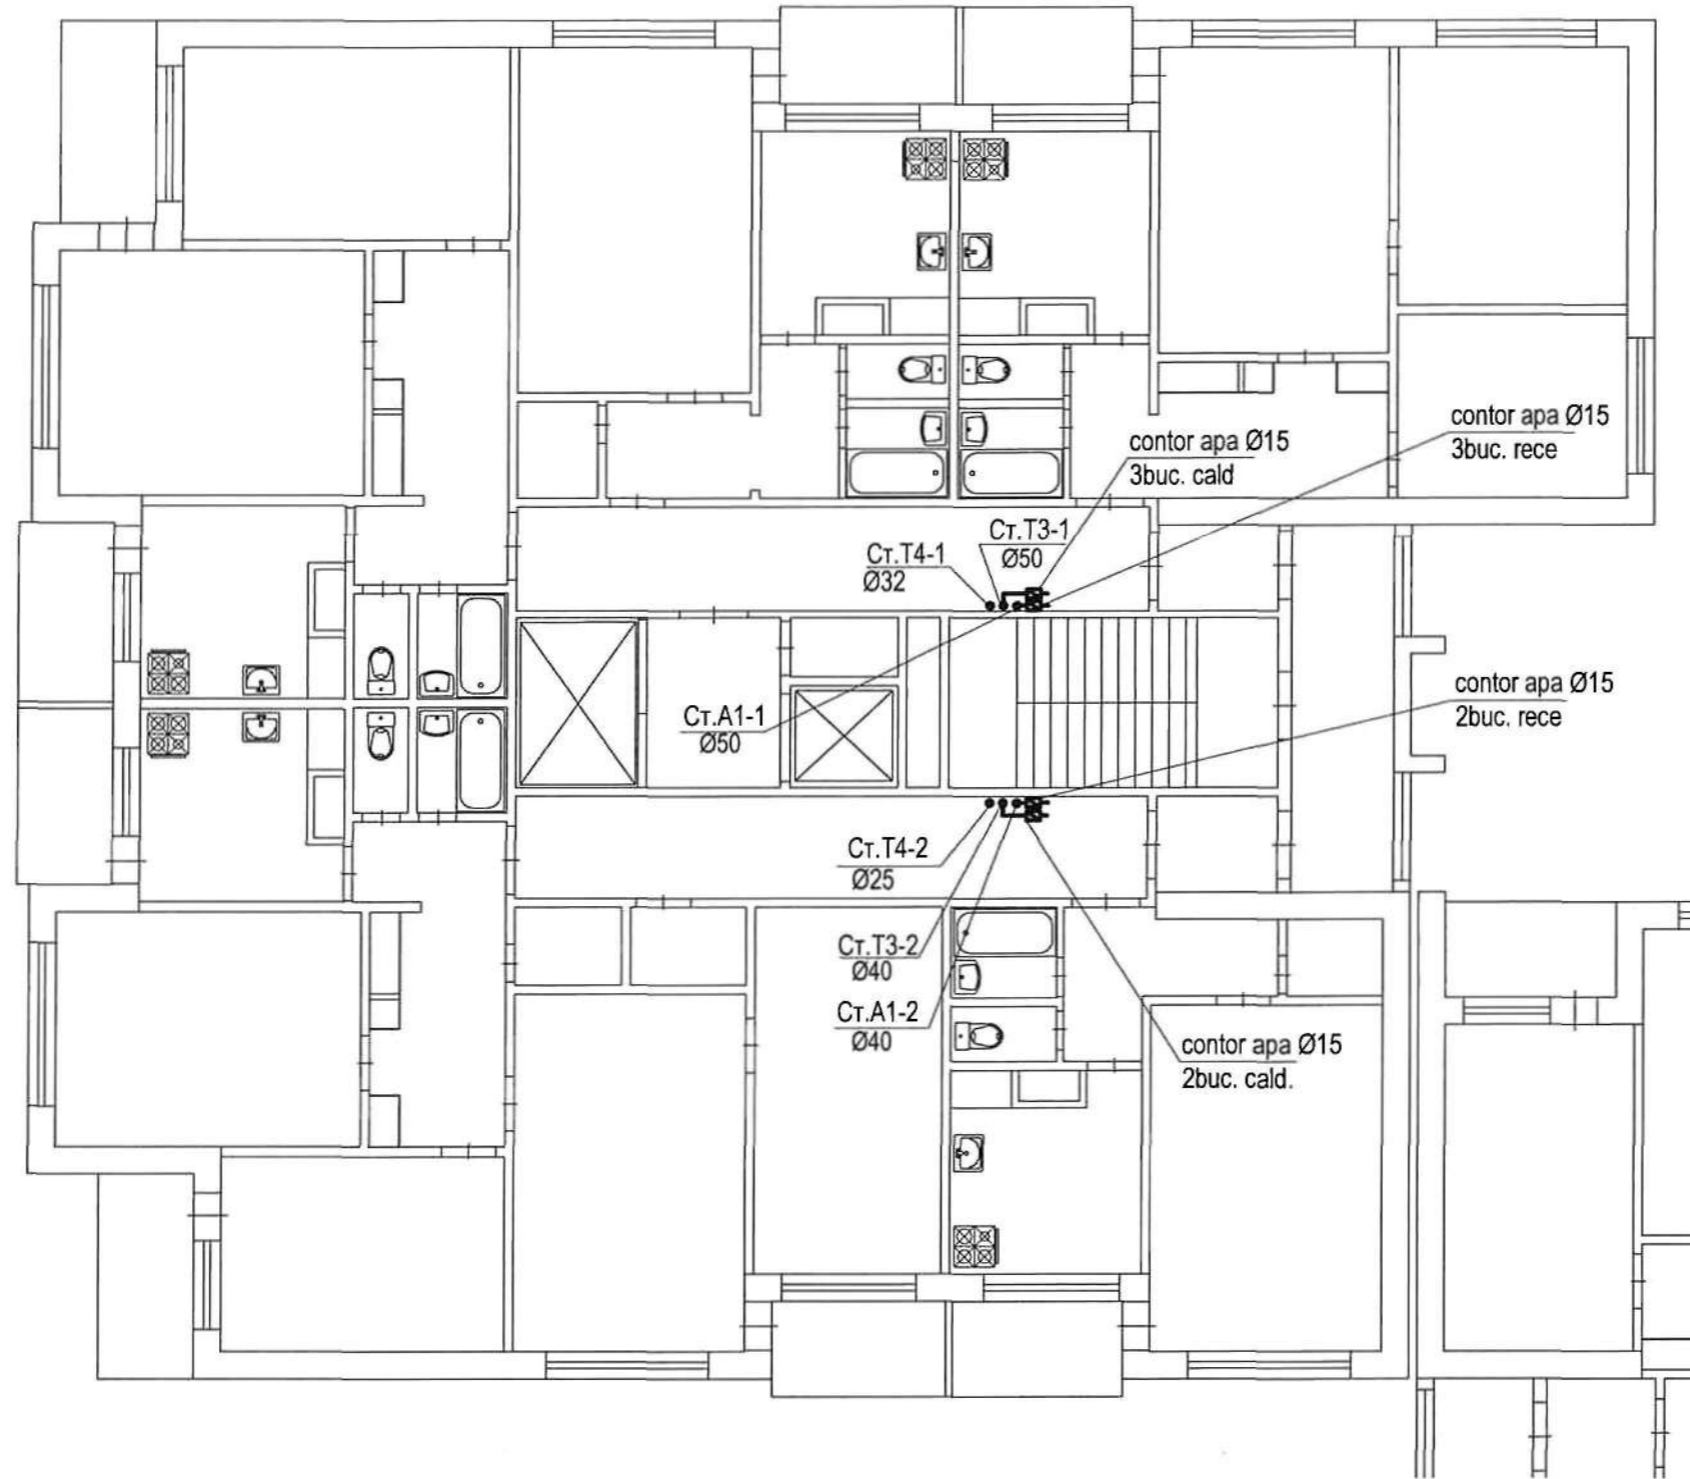 contor apa Ø15
3buc. rece
contor apa Ø15
3buc. cald
Ст.Т3-1
Ø50
Ст.Т4-1
Ø32
Ст.А1-1
Ø50
contor apa Ø15
2buc. rece
Ст.Т4-2
Ø25
Ст.Т3-2
Ø40
Ст.А1-2
Ø40
contor apa Ø15
2buc. cald.